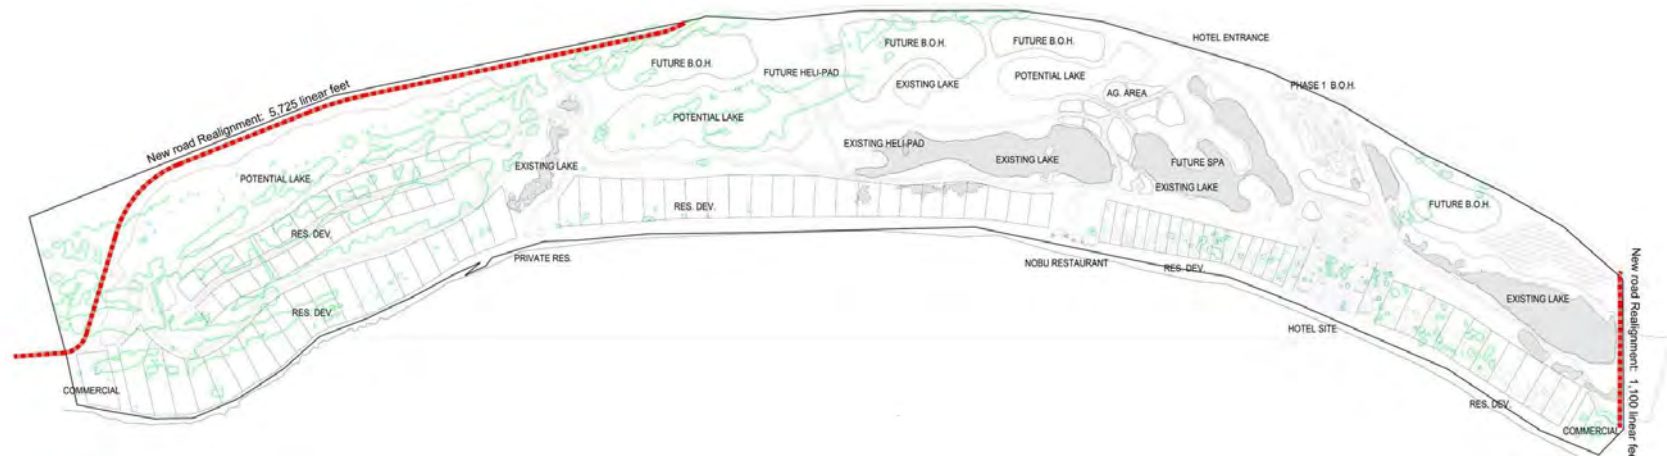 HOTEL ENTRANCE
FUTURE B.O.H.
FUTURE B.O.H.
FUTURE B.O.H.
FUTURE HELI-PAD
POTENTIAL LAKE
EXISTING LAKE
PHASE 1 B.O.H.
AG. AREA
New road Realignment: 5,725 linear feet
POTENTIAL LAKE
EXISTING HELI-PAD
EXISTING LAKE
FUTURE SPA
EXISTING LAKE
POTENTIAL LAKE
EXISTING LAKE
RES. DEV.
FUTURE B.O.H.
RES. DEV.
PRIVATE RES.
NOBU RESTAURANT
RES. DEV.
EXISTING LAKE
RES. DEV.
HOTEL SITE
COMMERCIAL
RES. DEV.
COMMERCIAL
New road Realignment: 1,100 linear fee